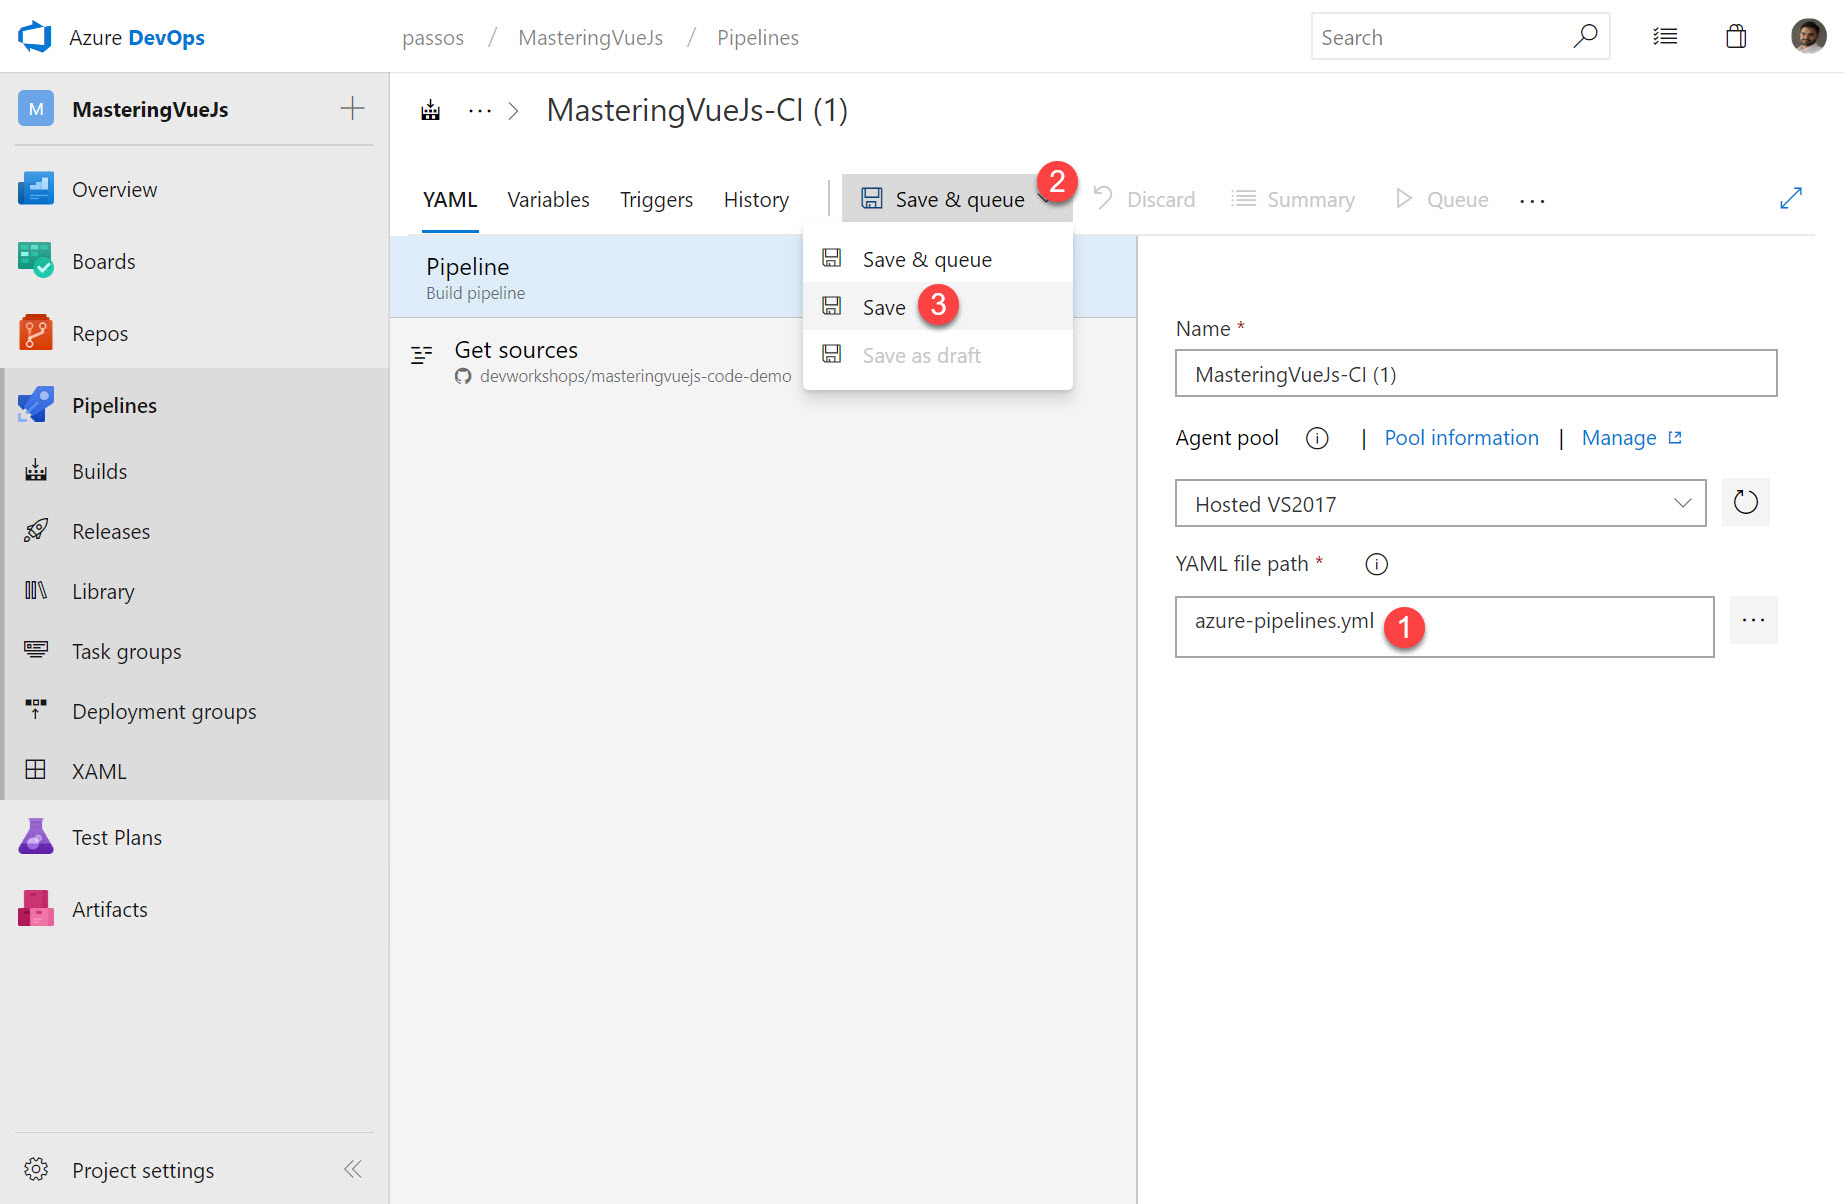 Azure DevOps
passos / MasteringVueJs / Pipelines
Search
M MasteringVueJs
Overview
Boards
Repos
Pipelines
Builds
Releases
Library
Task groups
Deployment groups
XAML
Test Plans
Artifacts
Project settings
··· > MasteringVueJs-CI (1)
YAML Variables Triggers History Save & queue 2 Discard Summary Queue ···
Save & queue
Save 3
Save as draft
Pipeline
Build pipeline
Get sources
devworkshops/masteringvuejs-code-demo
Name *
MasteringVueJs-CI (1)
Agent pool | Pool information | Manage
Hosted VS2017
YAML file path *
azure-pipelines.yml 1 ···